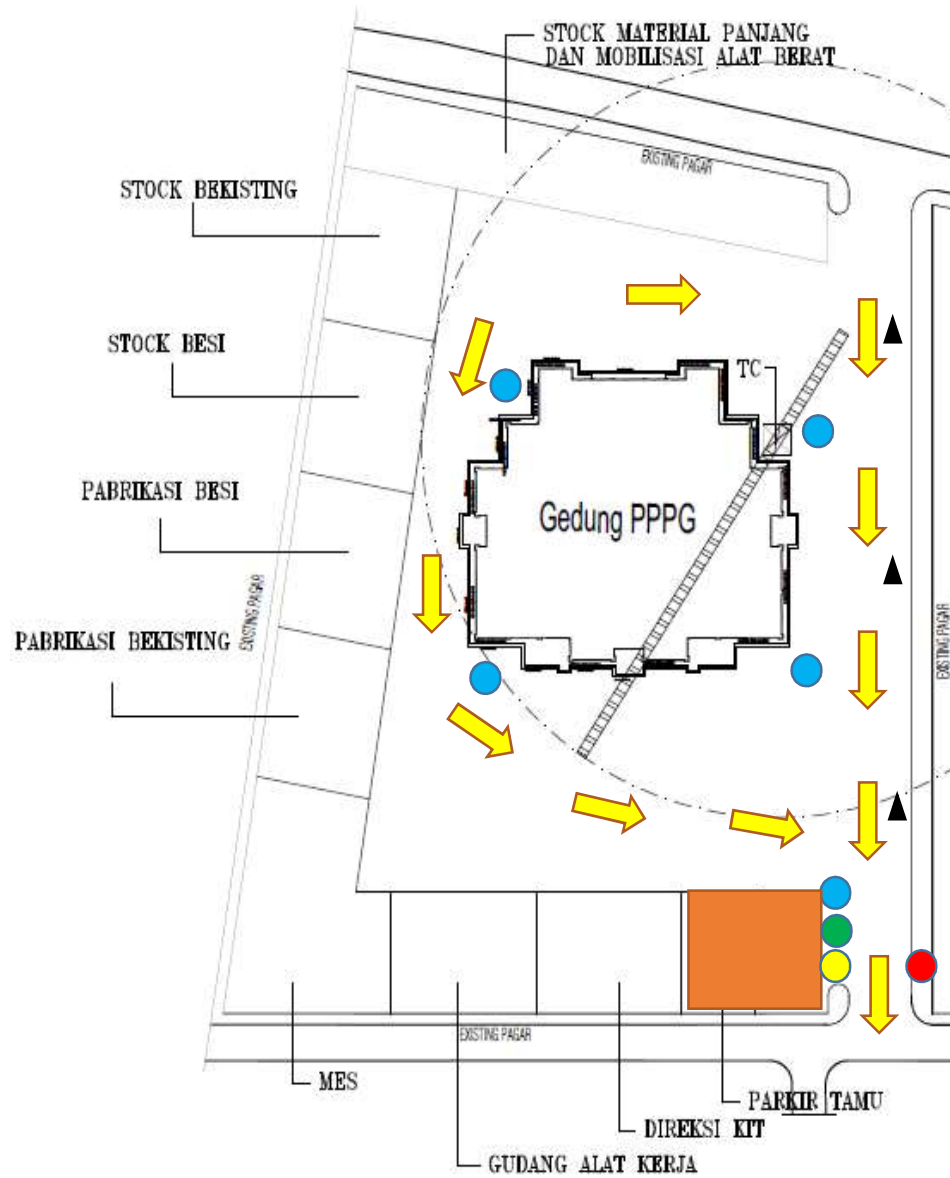 STOCK MATERIAL PANJANG
DAN MOBILISASI ALAT BERAT
EXISTING PAGAR
STOCK BEKISTING
STOCK BESI
TC
PABRIKASI BESI
Gedung PPPG
EXISTING PAGAR
EXISTING PAGAR
PABRIKASI BEKISTING
EXISTING PAGAR
MES
PARKIR TAMU
DIREKSI KIT
GUDANG ALAT KERJA